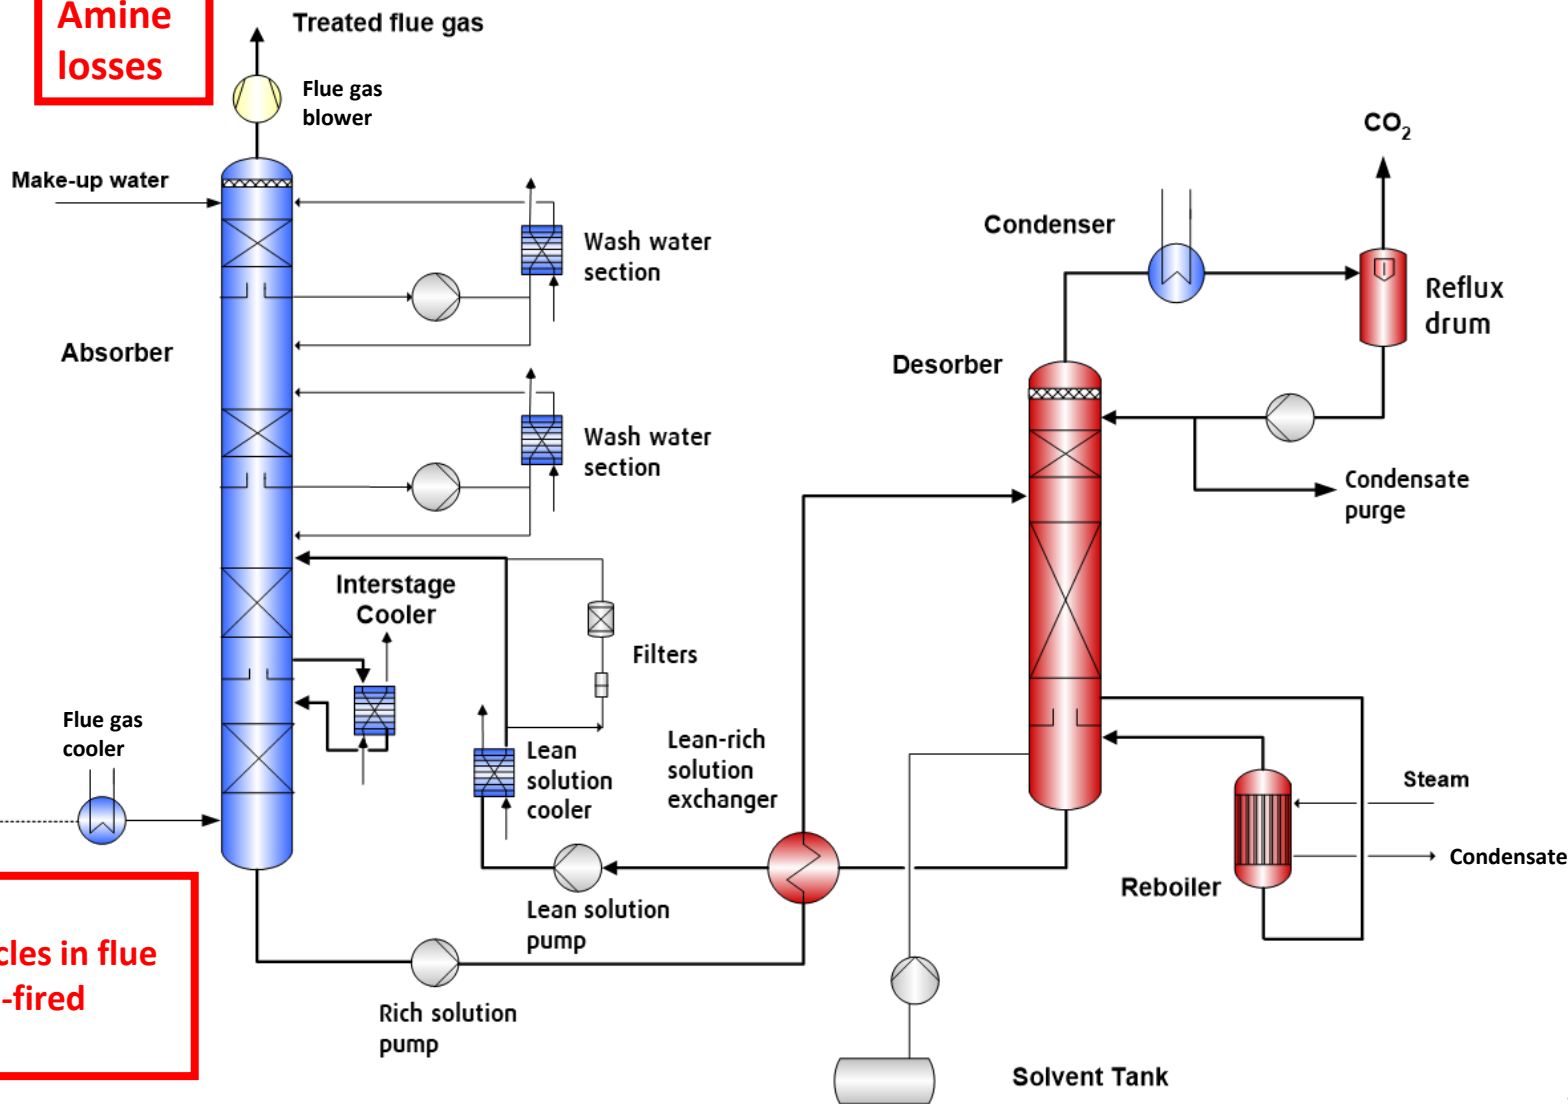 Amine
losses
Treated flue gas
Flue gas
blower
CO2
Make-up water
Condenser
Wash water
section
Reflux
drum
Absorber
Desorber
Wash water
section
Condensate
purge
Interstage
Cooler
Filters
Flue gas
cooler
Lean
solution
cooler
Lean-rich
solution
exchanger
Steam
Condensate
Reboiler
Lean solution
pump
cles in flue
-fired
Rich solution
pump
Solvent Tank